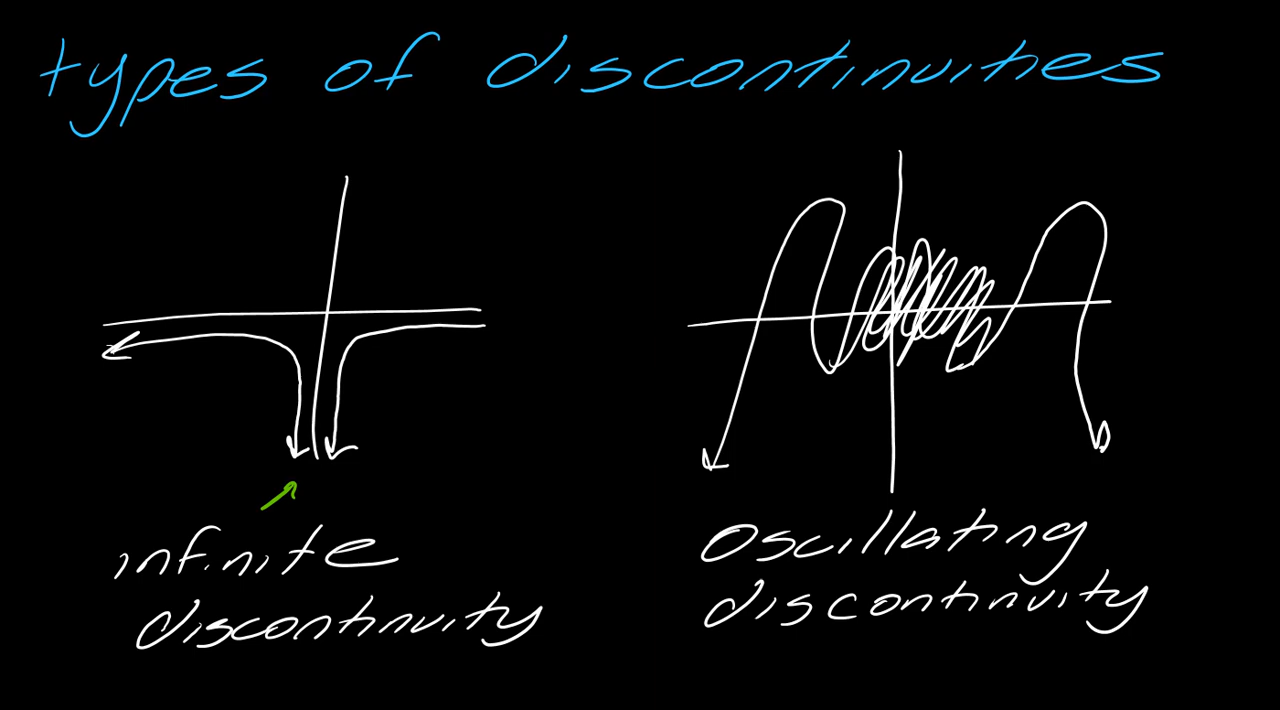 types of discontinuities
infinite
discontinuity
Oscillating
discontinuity